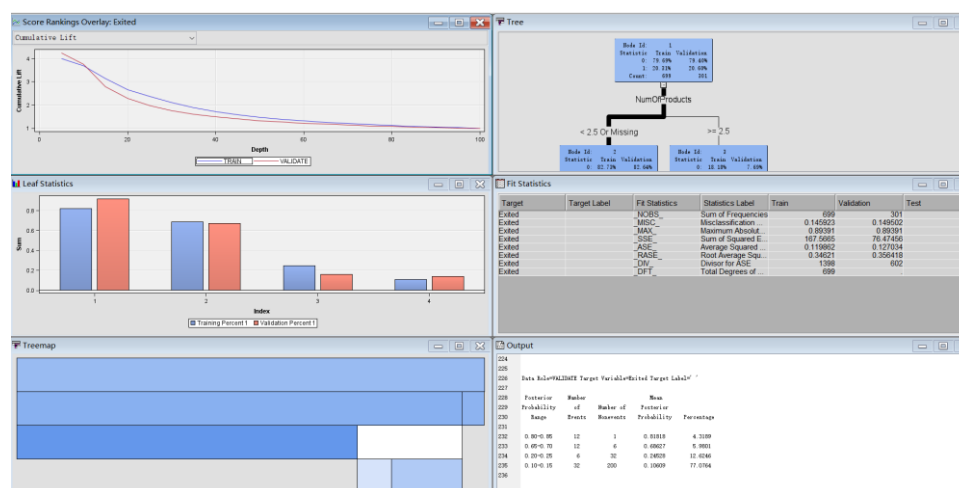 Score Rankings Overlay: Exited
Cumulative Lift
Cumulative Lift
4
3
2
1
0 20 40 60 80 100
Depth
TRAIN VALIDATE
Tree
Node Id: 1
Statistic Train Validation
0: 79.69% 79.40%
1: 20.31% 20.60%
Count: 699 301
NumOfProducts
< 2.5 Or Missing >= 2.5
Node Id: 2 Node Id: 3
Statistic Train Validation Statistic Train Validation
0: 82.73% 82.64% 0: 18.18% 7.69%
Leaf Statistics
Sum
0.8
0.6
0.4
0.2
0.0
1 2 3 4
Index
Training Percent 1 Validation Percent 1
Fit Statistics
Target Target Label Fit Statistics Statistics Label Train Validation Test
Exited _NOBS_ Sum of Frequencies 699 301
Exited _MISC_ Misclassification ... 0.145923 0.149502
Exited _MAX_ Maximum Absolut... 0.89391 0.89391
Exited _SSE_ Sum of Squared E... 167.5665 76.47456
Exited _ASE_ Average Squared ... 0.119862 0.127034
Exited _RASE_ Root Average Squ... 0.34621 0.356418
Exited _DIV_ Divisor for ASE 1398 602
Exited _DFT_ Total Degrees of ... 699 .
Treemap
Output
224
225
226 Data Role=VALIDATE Target Variable=Exited Target Label=' '
227
228 Posterior Number Mean
229 Probability of Number of Posterior
230 Range Events Nonevents Probability Percentage
231
232 0.80-0.85 12 1 0.81818 4.3189
233 0.65-0.70 12 6 0.68627 5.9801
234 0.20-0.25 6 32 0.24528 12.6246
235 0.10-0.15 32 200 0.10609 77.0764
236